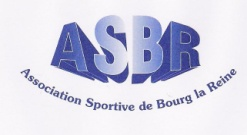 ASBR
Association Sportive de Bourg la Reine